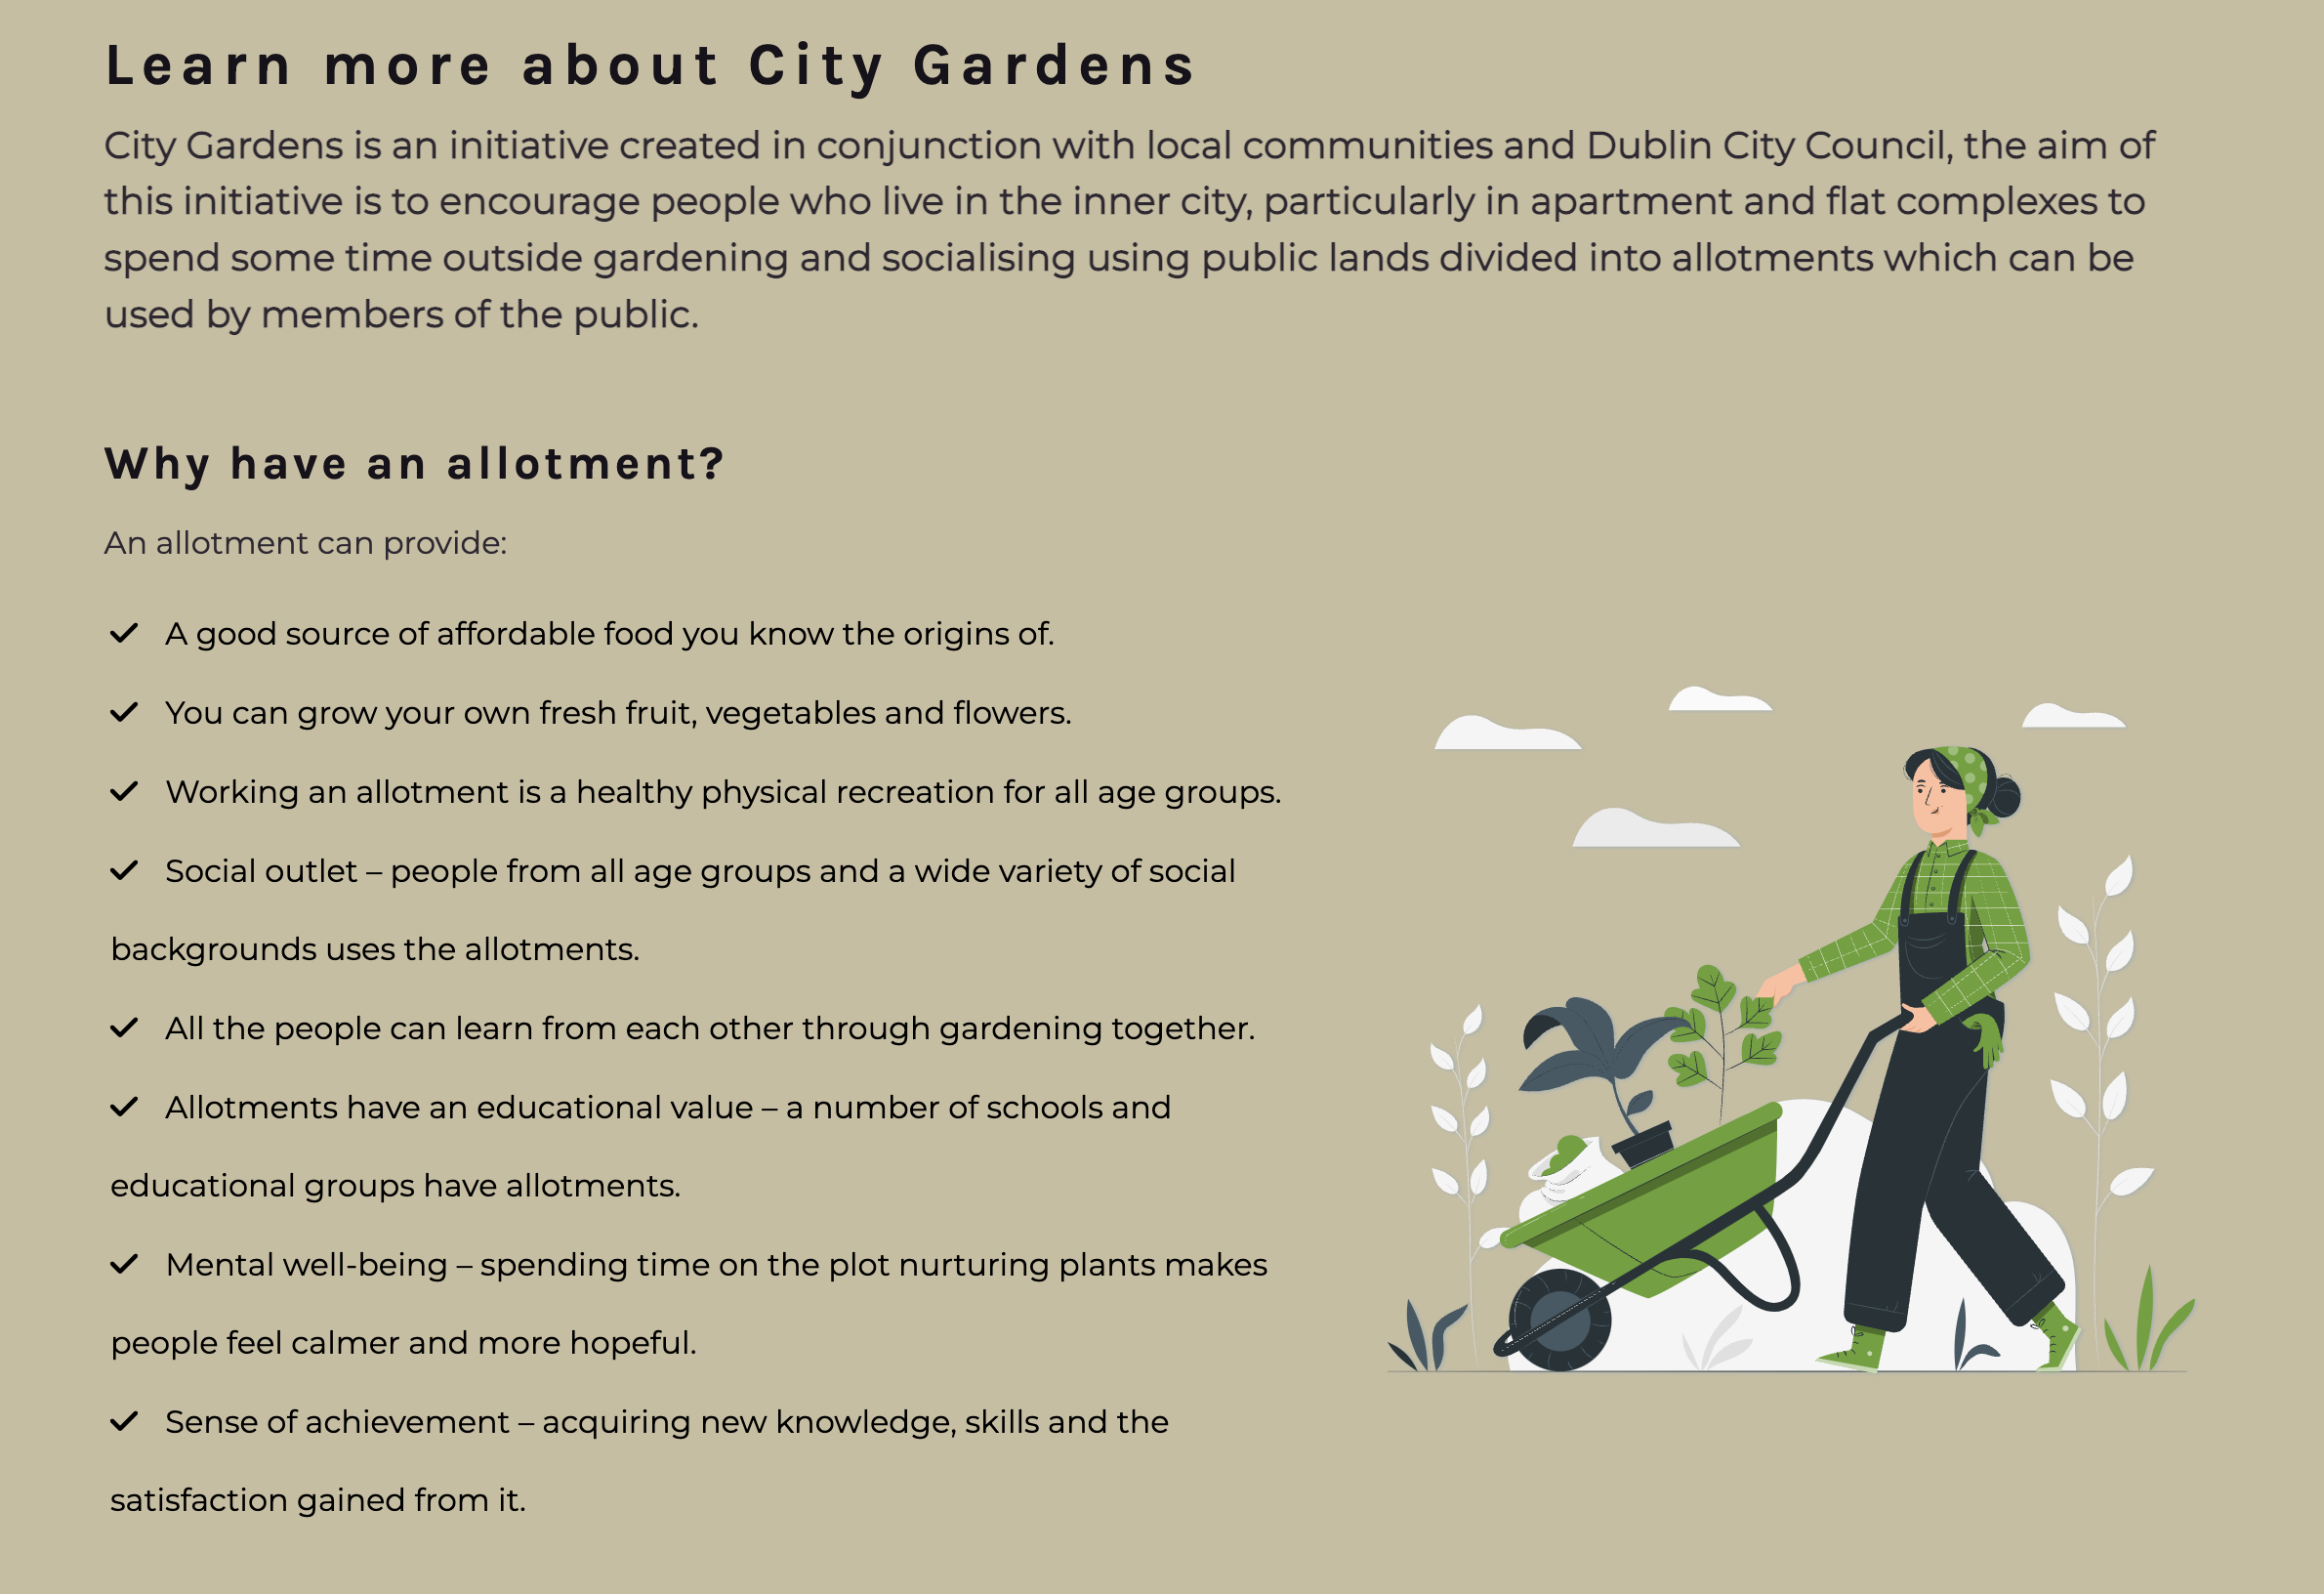 Learn more about City Gardens
City Gardens is an initiative created in conjunction with local communities and Dublin City Council, the aim of
this initiative is to encourage people who live in the inner city, particularly in apartment and flat complexes to
spend some time outside gardening and socialising using public lands divided into allotments which can be
used by members of the public.
Why have an allotment?
An allotment can provide:
✓ A good source of affordable food you know the origins of.
✓ You can grow your own fresh fruit, vegetables and flowers.
✓ Working an allotment is a healthy physical recreation for all age groups.
✓ Social outlet – people from all age groups and a wide variety of social
backgrounds uses the allotments.
✓ All the people can learn from each other through gardening together.
✓ Allotments have an educational value – a number of schools and
educational groups have allotments.
✓ Mental well-being – spending time on the plot nurturing plants makes
people feel calmer and more hopeful.
✓ Sense of achievement – acquiring new knowledge, skills and the
satisfaction gained from it.